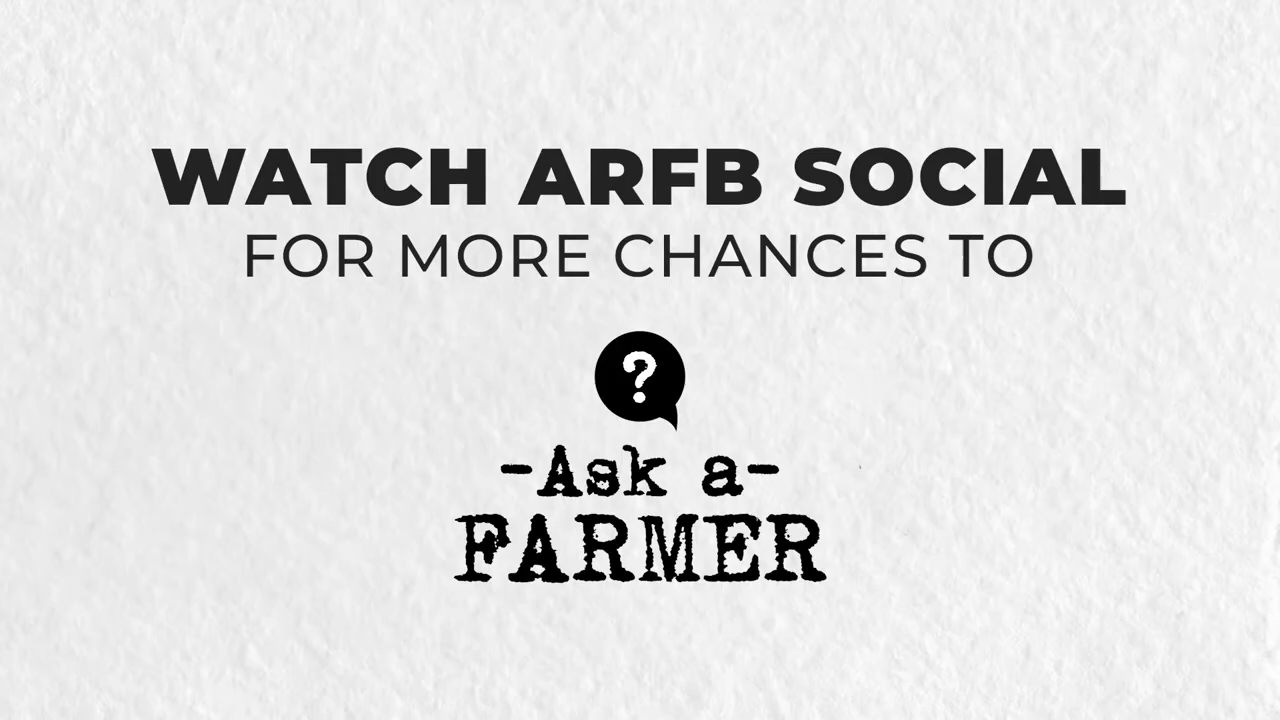 WATCH ARFB SOCIAL
FOR MORE CHANCES TO
?
-Ask a-
FARMER